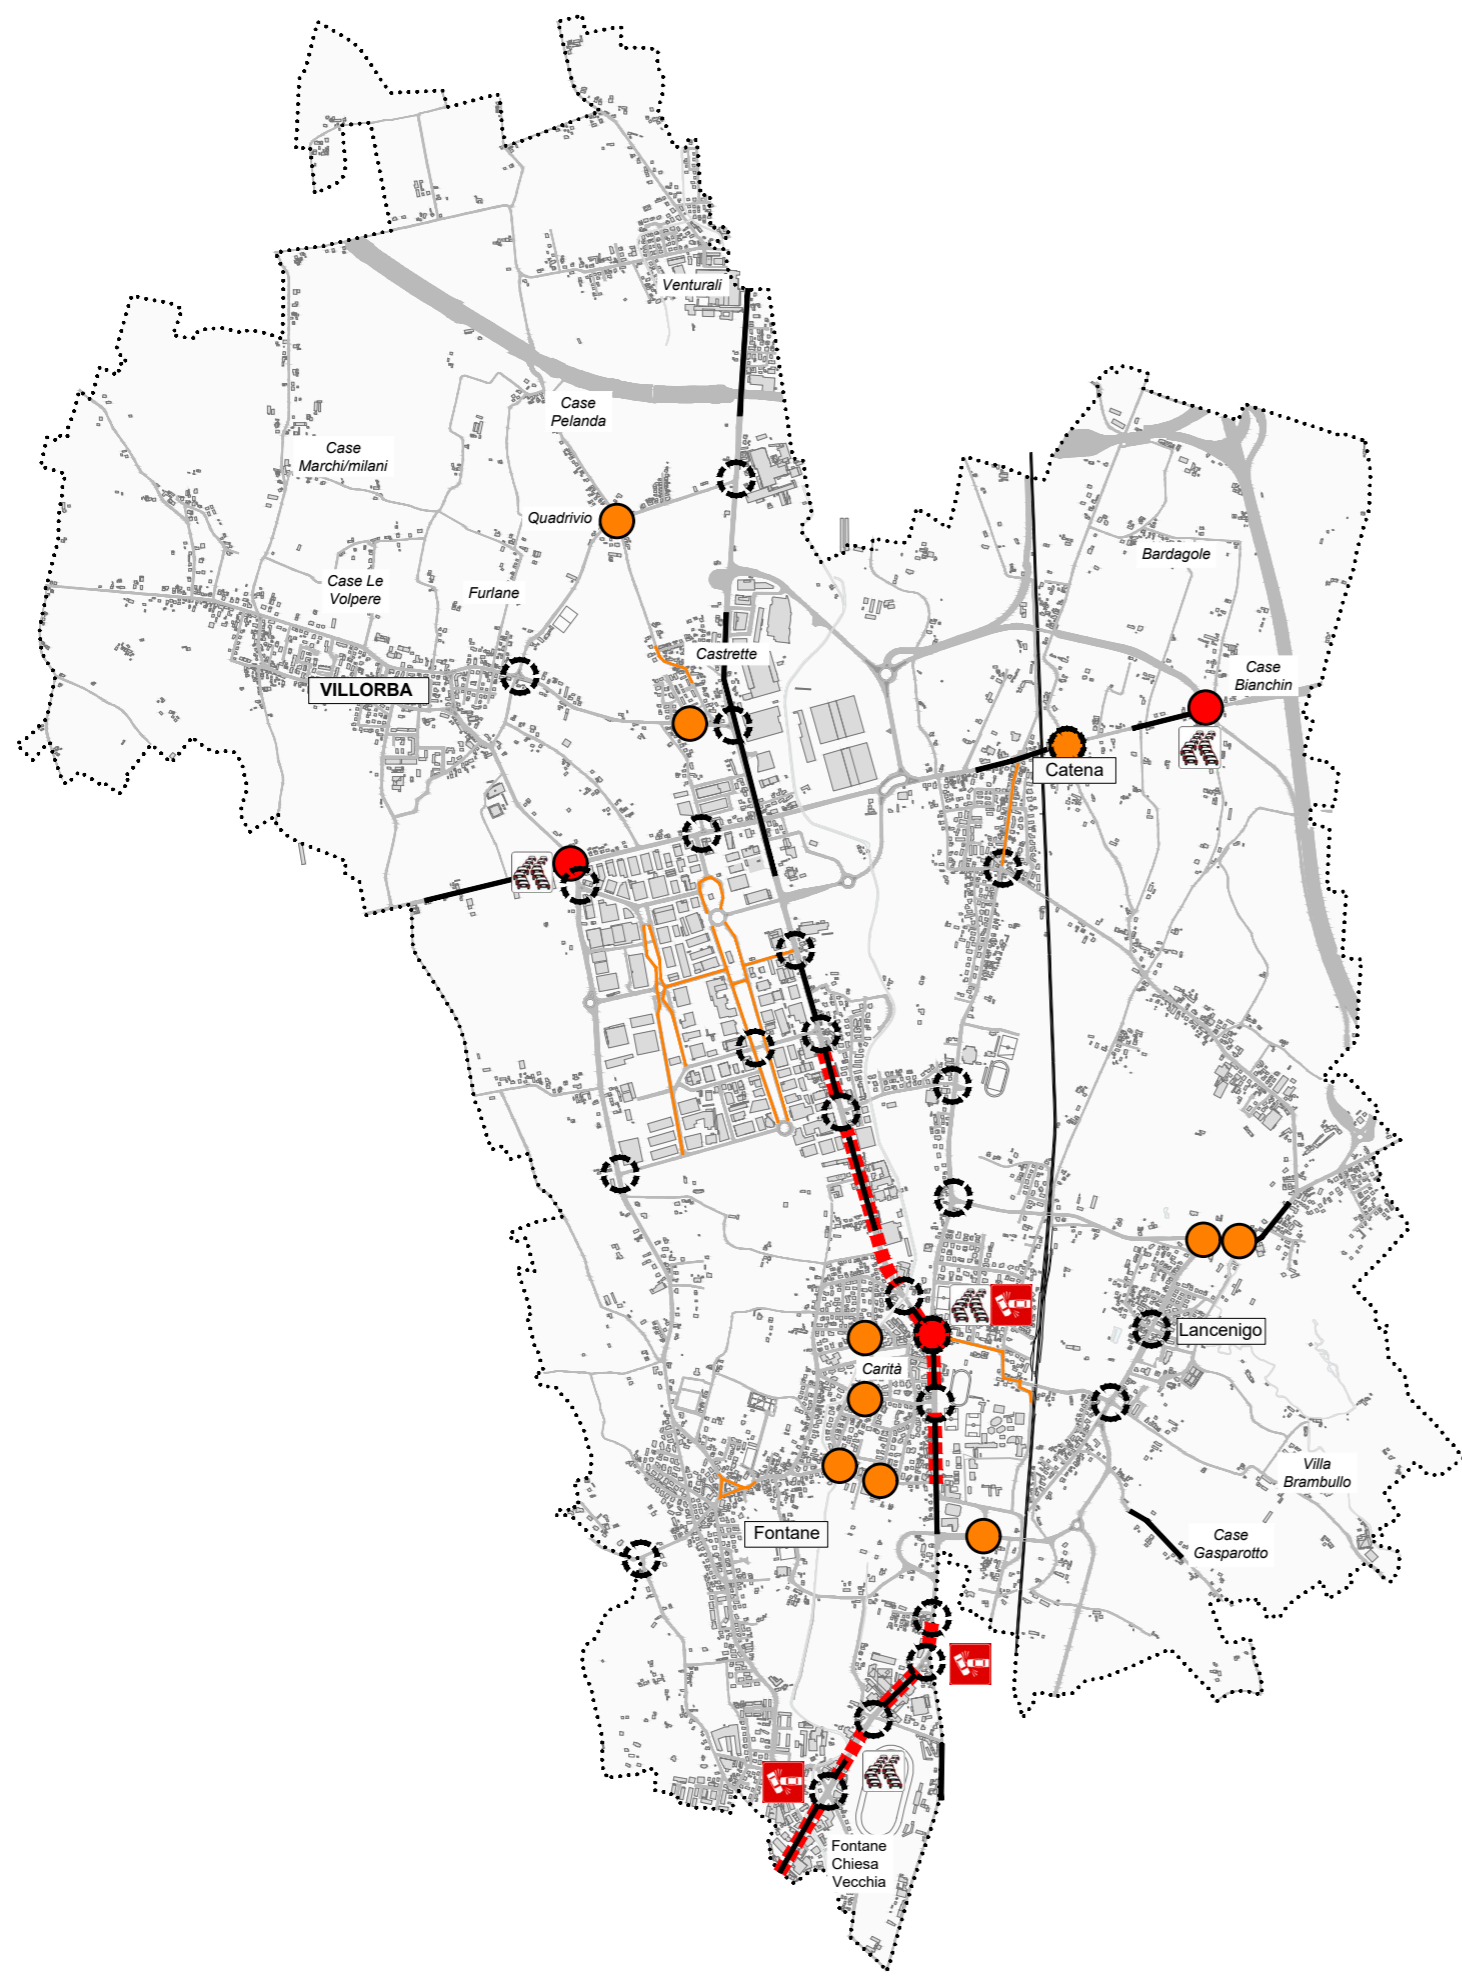 Venturali
Case
Pelanda
Case
Marchi/milani
Quadrivio
Bardagole
Case Le
Volpere
Furlane
Castrette
Case
Bianchin
VILLORBA
Catena
Lancenigo
Carità
Villa
Brambullo
Fontane
Case
Gasparotto
Fontane
Chiesa
Vecchia